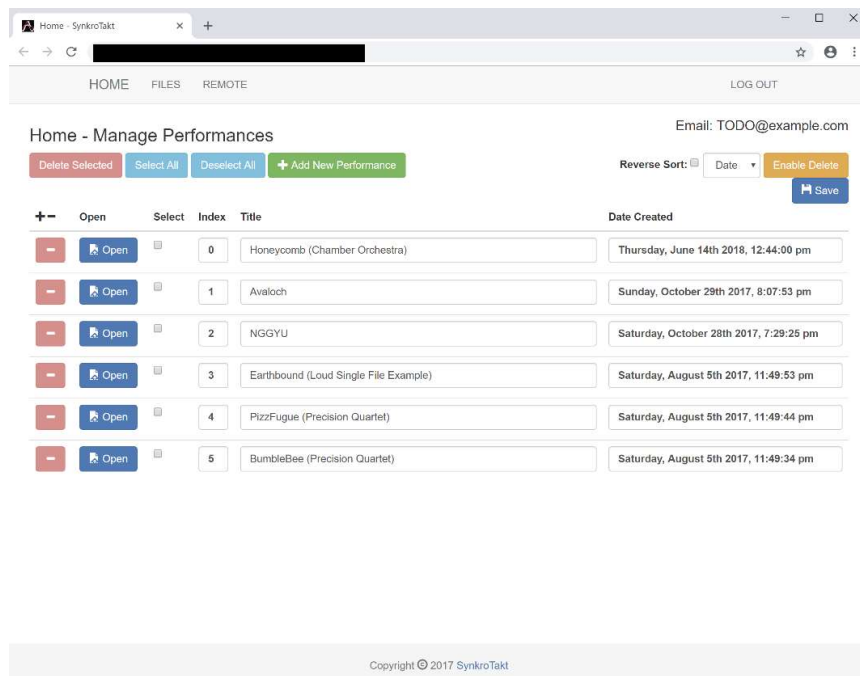 Home - SynkroTakt
HOME FILES REMOTE LOG OUT
Email: TODO@example.com
Home - Manage Performances
Delete Selected Select All Deselect All Add New Performance Reverse Sort: Date Enable Delete
Save
Open Select Index Title Date Created
Open 0 Honeycomb (Chamber Orchestra) Thursday, June 14th 2018, 12:44:00 pm
Open 1 Avaloch Sunday, October 29th 2017, 8:07:53 pm
Open 2 NGGYU Saturday, October 28th 2017, 7:29:25 pm
Open 3 Earthbound (Loud Single File Example) Saturday, August 5th 2017, 11:49:53 pm
Open 4 PizzFugue (Precision Quartet) Saturday, August 5th 2017, 11:49:44 pm
Open 5 BumbleBee (Precision Quartet) Saturday, August 5th 2017, 11:49:34 pm
Copyright © 2017 SynkroTakt